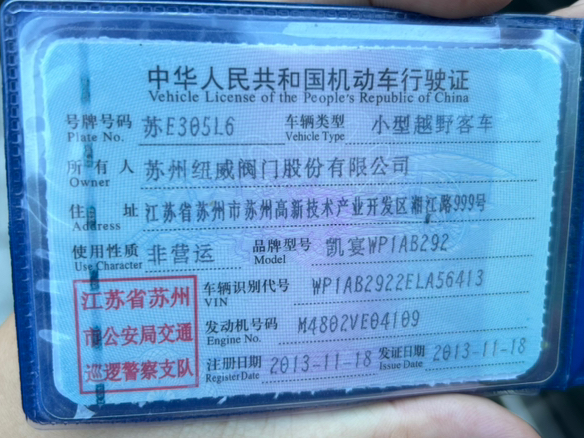 中华人民共和国机动车行驶证
Vehicle License of the People's Republic of China
号牌号码 苏E305L6 车辆类型 小型越野客车
Plate No. Vehicle Type
所有人 苏州纽威阀门股份有限公司
Owner
住址 江苏省苏州市苏州高新技术产业开发区湘江路999号
Address
使用性质 非营运 品牌型号 凯宴WP1AB292
Use Character Model
江苏省苏州
市公安局交通
巡逻警察支队
车辆识别代号 WP1AB2922ELA56413
VIN
发动机号码 M4802VE04109
Engine No.
注册日期 2013-11-18 发证日期 2013-11-18
Register Date Issue Date